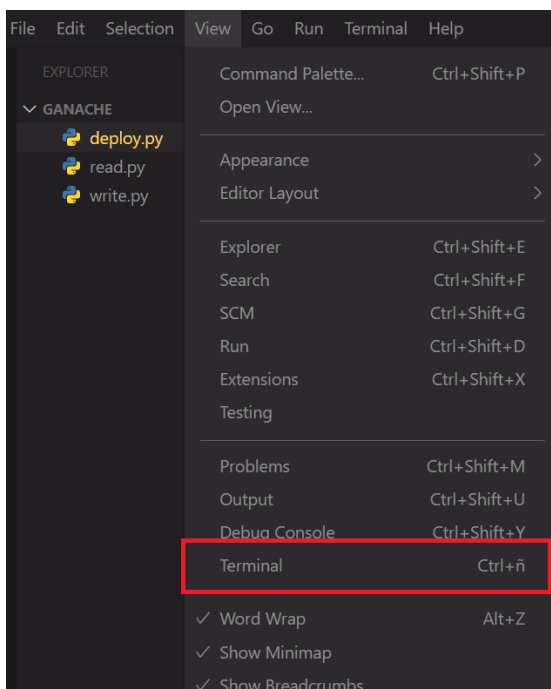 File Edit Selection View Go Run Terminal Help
EXPLORER
GANACHE
deploy.py
read.py
write.py
Command Palette... Ctrl+Shift+P
Open View...
Appearance
Editor Layout
Explorer Ctrl+Shift+E
Search Ctrl+Shift+F
SCM Ctrl+Shift+G
Run Ctrl+Shift+D
Extensions Ctrl+Shift+X
Testing
Problems Ctrl+Shift+M
Output Ctrl+Shift+U
Debug Console Ctrl+Shift+Y
Terminal Ctrl+ñ
Word Wrap Alt+Z
Show Minimap
Show Breadcrumbs